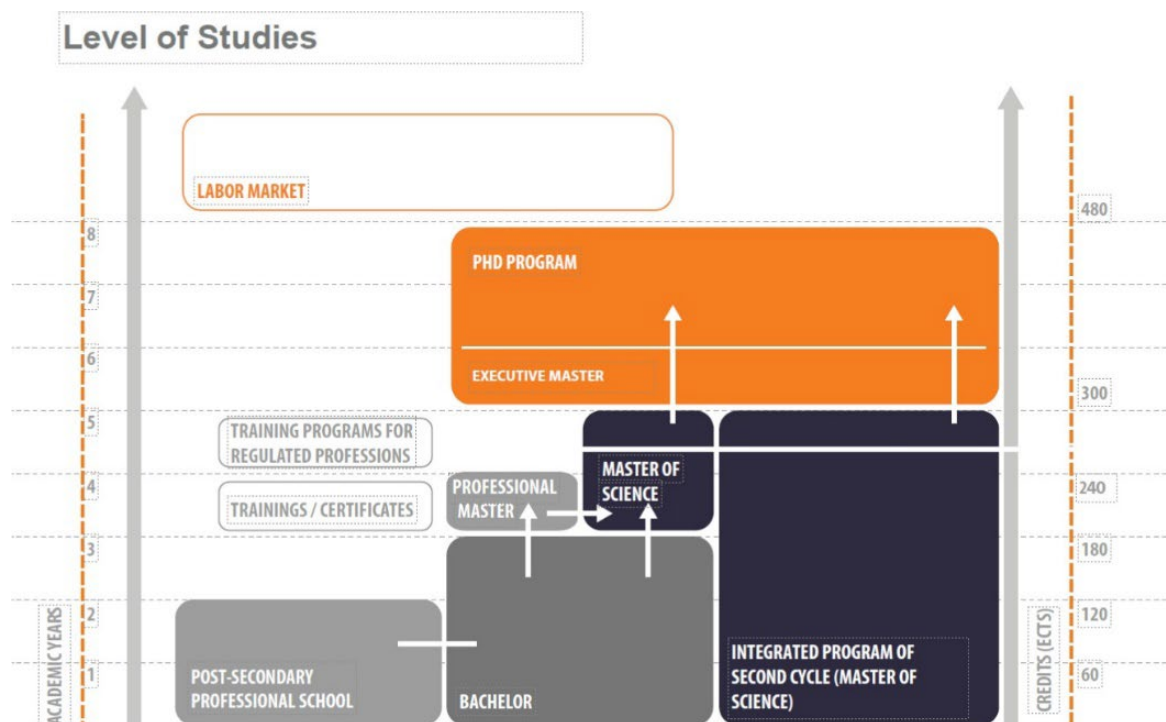 Level of Studies
LABOR MARKET
480
8
PHD PROGRAM
7
6
EXECUTIVE MASTER
300
5
TRAINING PROGRAMS FOR
REGULATED PROFESSIONS
MASTER OF
SCIENCE
4
PROFESSIONAL
MASTER
240
TRAININGS / CERTIFICATES
3
180
2
120
ACADEMIC YEARS
CREDITS (ECTS)
1
60
POST-SECONDARY
PROFESSIONAL SCHOOL
BACHELOR
INTEGRATED PROGRAM OF
SECOND CYCLE (MASTER OF
SCIENCE)